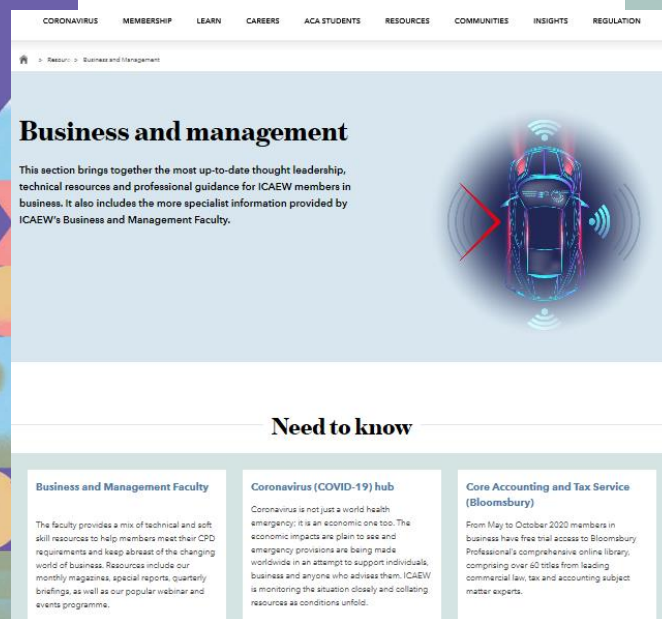 CORONAVIRUS MEMBERSHIP LEARN CAREERS ACA STUDENTS RESOURCES COMMUNITIES INSIGHTS REGULATION
> > Business and Management
Business and management
This section brings together the most up-to-date thought leadership,
technical resources and professional guidance for ICAEW members in
business. It also includes the more specialist information provided by
ICAEW's Business and Management Faculty.
Need to know
Business and Management Faculty
The faculty provides a mix of technical and soft
skill resources to help members meet their CPD
requirements and keep abreast of the changing
world of business. Resources include our
monthly magazines, special reports, quarterly
briefings, as well as our popular webinar and
events programme.
Coronavirus (COVID-19) hub
Coronavirus is not just a world health
emergency; it is an economic one too. The
economic impacts are plain to see and
emergency provisions are being made
worldwide in an attempt to support individuals,
business and anyone who advises them. ICAEW
is monitoring the situation closely and collating
resources as conditions unfold.
Core Accounting and Tax Service
(Bloomsbury)
From May to October 2020 members in
business have free trial access to Bloomsbury
Professional's comprehensive online library,
comprising over 60 titles from leading
commercial law, tax and accounting subject
matter experts.